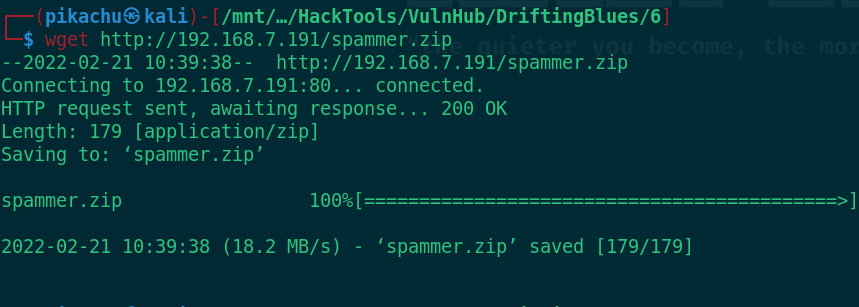 ┌──(pikachu㉿kali)-[/mnt/…/HackTools/VulnHub/DriftingBlues/6]
└─$ wget http://192.168.7.191/spammer.zip
quieter you become, the mor
--2022-02-21 10:39:38--  http://192.168.7.191/spammer.zip
Connecting to 192.168.7.191:80... connected.
HTTP request sent, awaiting response... 200 OK
Length: 179 [application/zip]
Saving to: ‘spammer.zip’
spammer.zip                 100%[============================================>]
2022-02-21 10:39:38 (18.2 MB/s) - ‘spammer.zip’ saved [179/179]